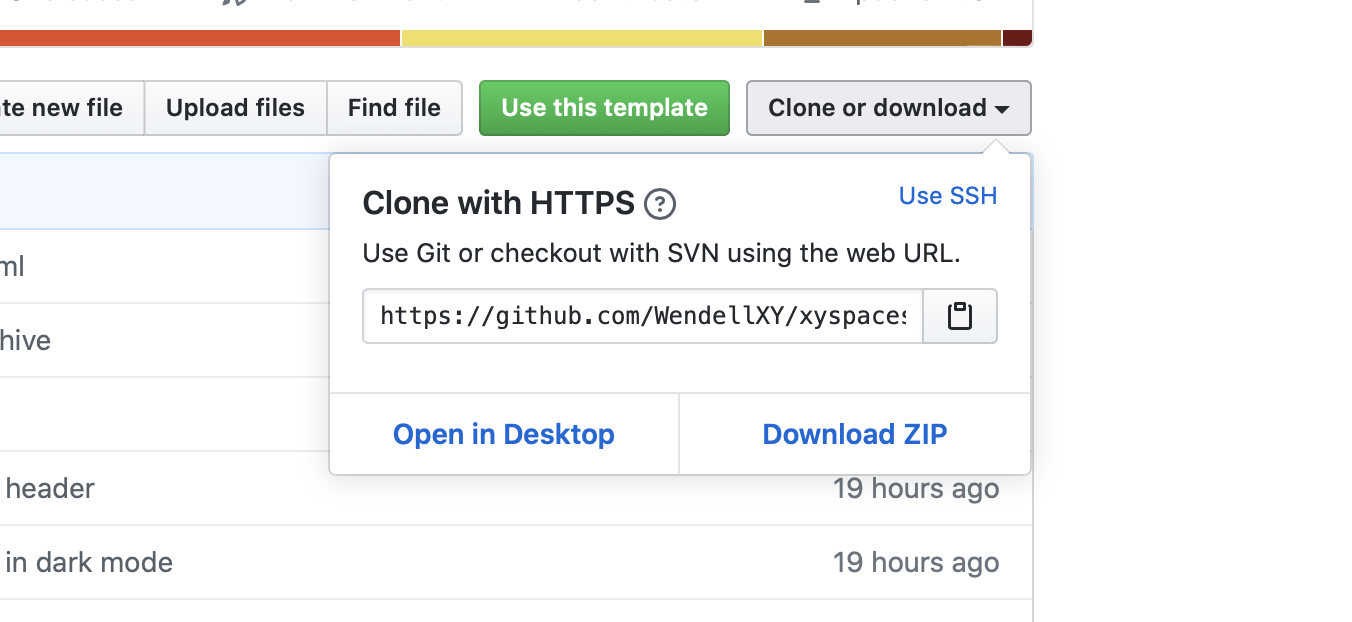 te new file
Upload files
Find file
Use this template
Clone or download
Clone with HTTPS
Use SSH
Use Git or checkout with SVN using the web URL.
https://github.com/WendellXY/xyspaces
Open in Desktop
Download ZIP
ml
hive
header
19 hours ago
in dark mode
19 hours ago